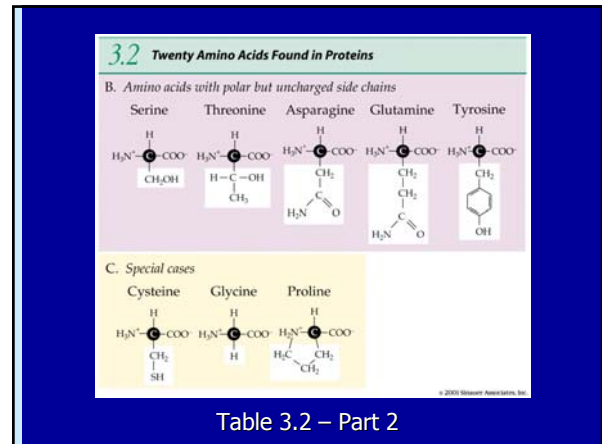 3.2 Twenty Amino Acids Found in Proteins
B. Amino acids with polar but uncharged side chains
Serine Threonine Asparagine Glutamine Tyrosine
H H H H H
H₃N⁺ C COO⁻ H₃N⁺ C COO⁻ H₃N⁺ C COO⁻ H₃N⁺ C COO⁻ H₃N⁺ C COO⁻
CH₂OH H-C-OH CH₂ CH₂ CH₂
CH₃ C CH₂
H₂N O C
H₂N O OH
C. Special cases
Cysteine Glycine Proline
H H H
H₃N⁺ C COO⁻ H₃N⁺ C COO⁻ H₂N⁺ C COO⁻
CH₂ H H₂C CH₂
SH CH₂
© 2001 Sinauer Associates, Inc.
Table 3.2 – Part 2